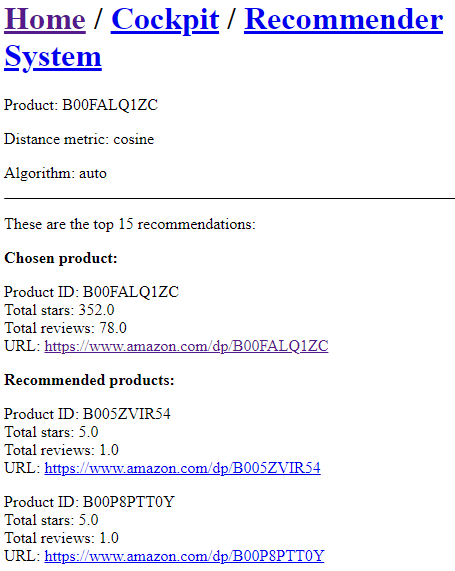 Home / Cockpit / Recommender
System
Product: B00FALQ1ZC
Distance metric: cosine
Algorithm: auto
These are the top 15 recommendations:
Chosen product:
Product ID: B00FALQ1ZC
Total stars: 352.0
Total reviews: 78.0
URL: https://www.amazon.com/dp/B00FALQ1ZC
Recommended products:
Product ID: B005ZVIR54
Total stars: 5.0
Total reviews: 1.0
URL: https://www.amazon.com/dp/B005ZVIR54
Product ID: B00P8PTT0Y
Total stars: 5.0
Total reviews: 1.0
URL: https://www.amazon.com/dp/B00P8PTT0Y